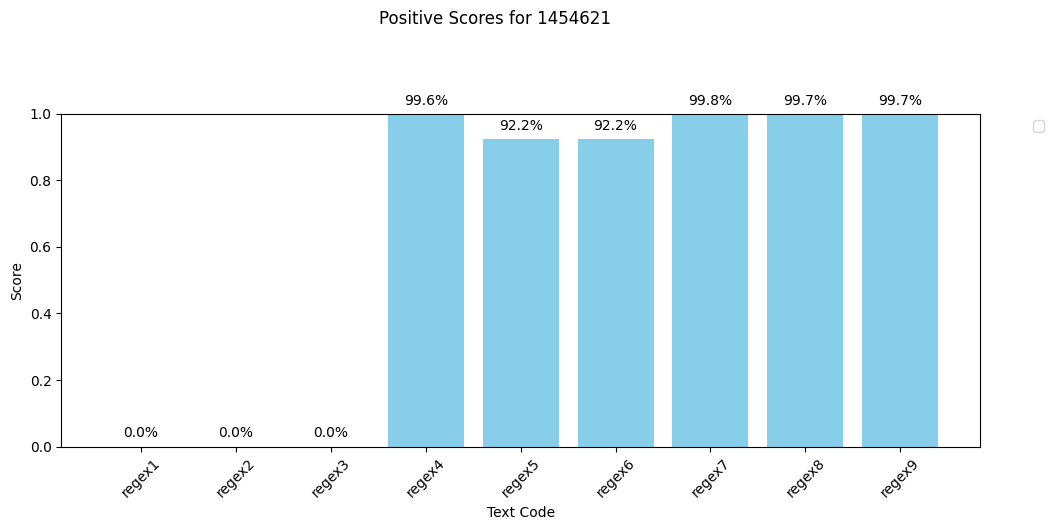 Positive Scores for 1454621
99.6% 99.8% 99.7% 99.7%
1.0
92.2% 92.2%
0.8
0.6
Score
0.4
0.2
0.0% 0.0% 0.0%
0.0
regex1 regex2 regex3 regex4 regex5 regex6 regex7 regex8 regex9
Text Code